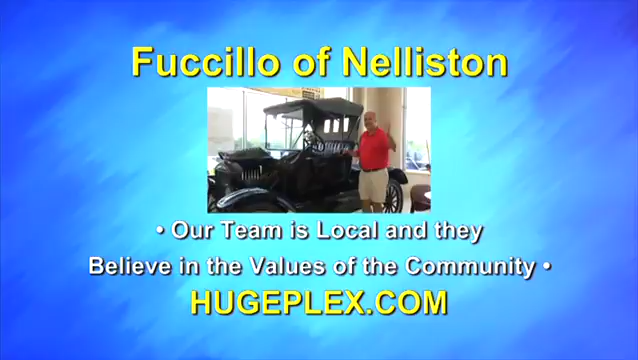 Fuccillo of Nelliston
• Our Team is Local and they
Believe in the Values of the Community •
HUGEPLEX.COM